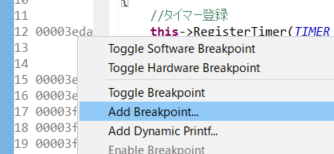 {
11 //タイマー登録
12 00003eda this->RegisterTimer(TIMER
13 Toggle Software Breakpoint
14 Toggle Hardware Breakpoint
15 00003e
16 00003e Toggle Breakpoint
17 00003f Add Breakpoint...
18 00003f Add Dynamic Printf...
19 00003f Enable Breakpoint